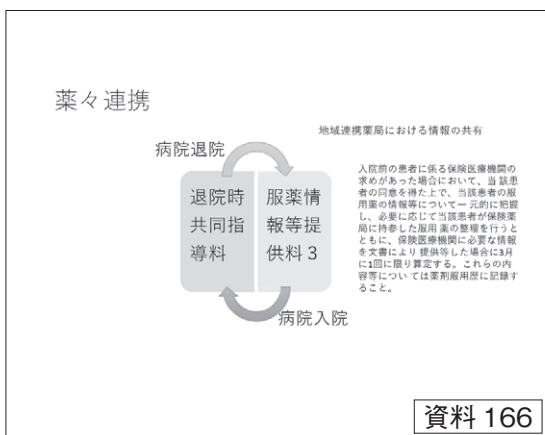 薬々連携
地域連携薬局における情報の共有
病院退院
退院時
共同指
導料
服薬情
報等提
供料３
病院入院
入院前の患者に係る保険医療機関の
求めがあった場合において、当該患
者の同意を得た上で、当該患者の服
用薬の情報等について一元的に把握
し、必要に応じて当該患者が保険薬
局に持参した服用 薬の整理を行うと
ともに、保険医療機関に必要な情報
を文書により 提供等した場合に3月
に1回に限り算定する。これらの内
容等につい ては薬剤服用歴に記録す
ること。
資料 166